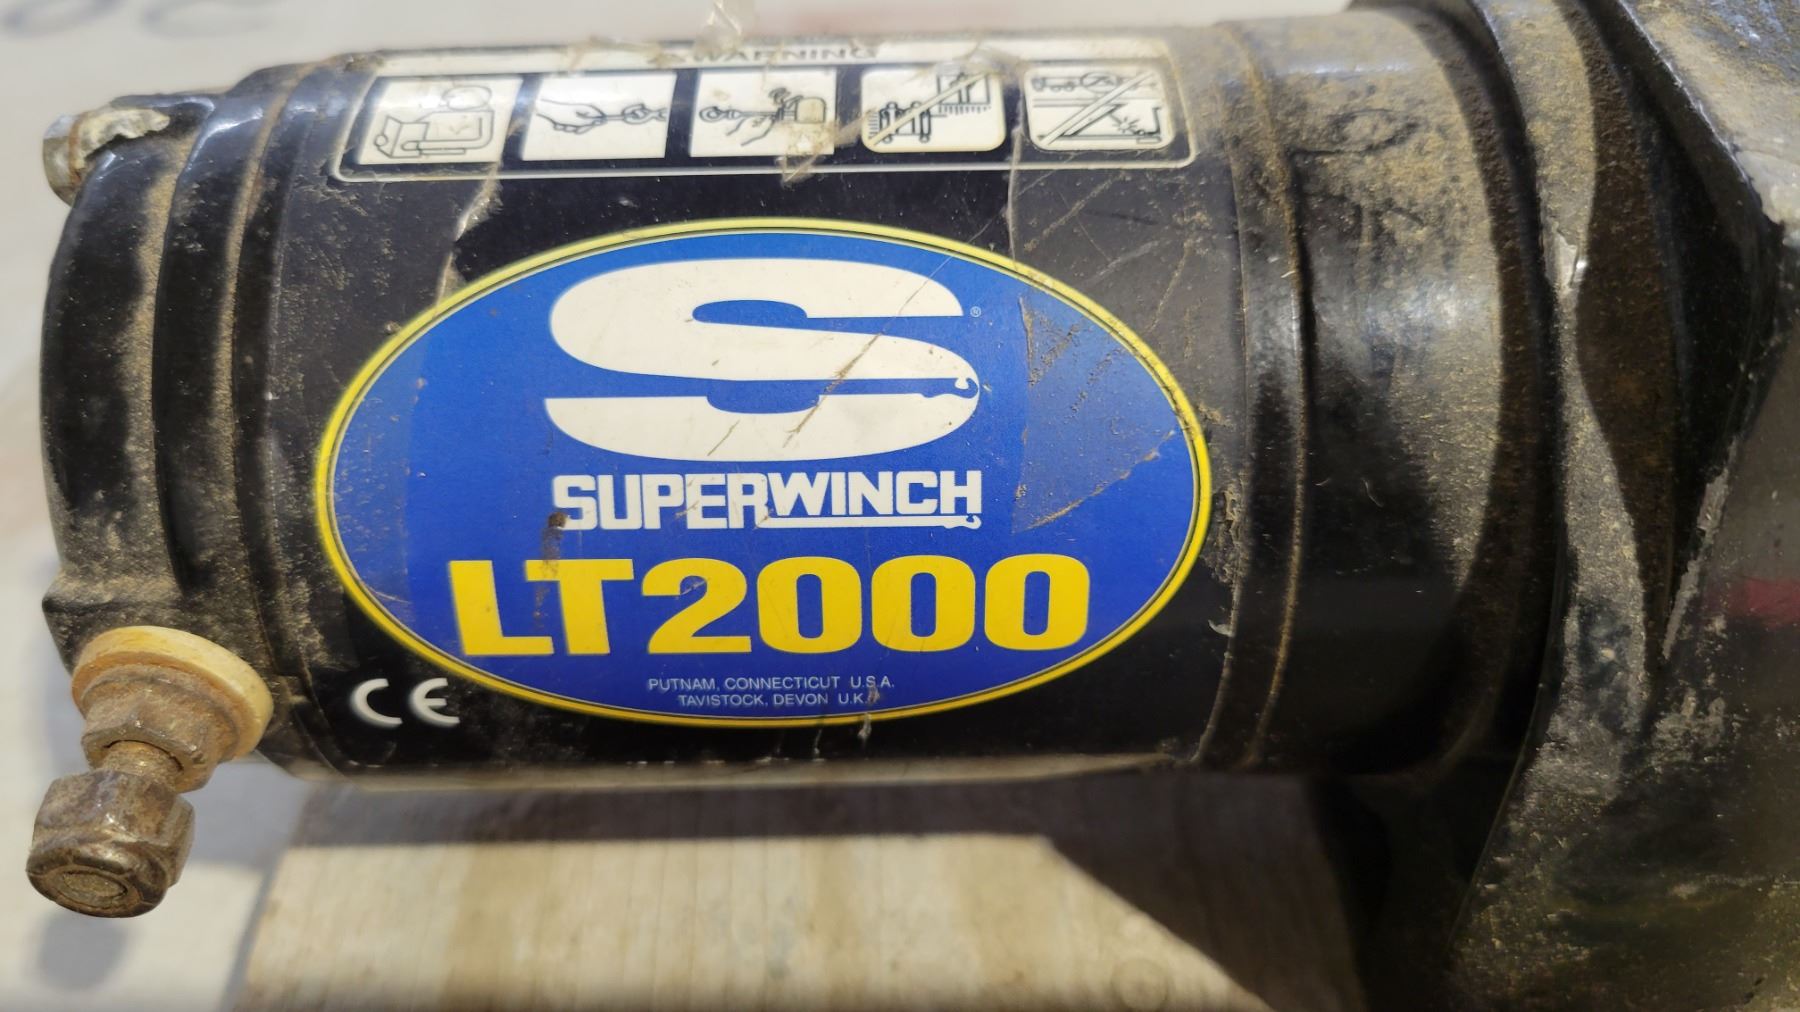 WARNING
S®
SUPERWINCH
LT2000
PUTNAM, CONNECTICUT U.S.A.
TAVISTOCK, DEVON U.K.
CE